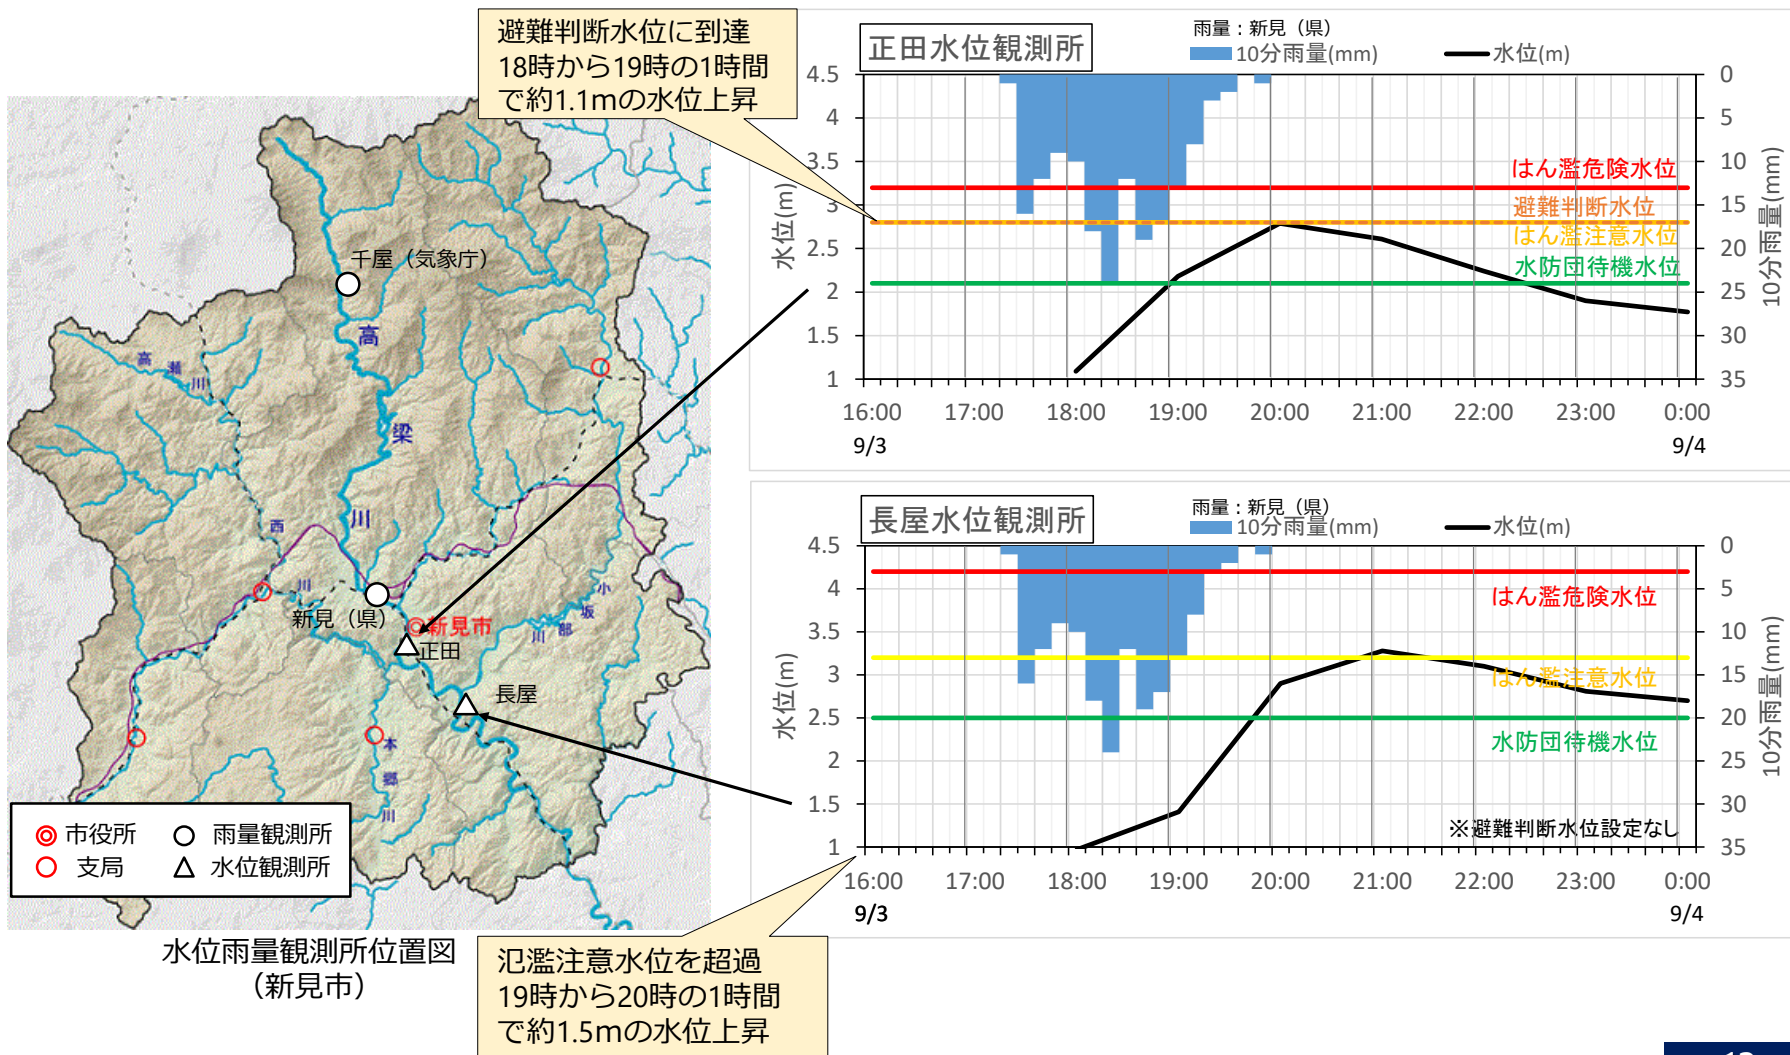 避難判断水位に到達
18時から19時の1時間
で約1.1mの水位上昇
正田水位観測所
雨量：新見（県）
10分雨量(mm)
水位(m)
4.5
4
3.5
3
2.5
2
1.5
1
水位(m)
0
5
10
15
20
25
30
35
10分雨量(mm)
はん濫危険水位
避難判断水位
はん濫注意水位
水防団待機水位
16:00 17:00 18:00 19:00 20:00 21:00 22:00 23:00 0:00
9/3 9/4
長屋水位観測所
雨量：新見（県）
10分雨量(mm)
水位(m)
4.5
4
3.5
3
2.5
2
1.5
1
水位(m)
0
5
10
15
20
25
30
35
10分雨量(mm)
はん濫危険水位
はん濫注意水位
水防団待機水位
※避難判断水位設定なし
16:00 17:00 18:00 19:00 20:00 21:00 22:00 23:00 0:00
9/3 9/4
千屋（気象庁）
高梁川
高瀬川
西川
新見（県）
新見市
正田
長屋
小坂部川
本郷川
市役所
雨量観測所
支局
水位観測所
水位雨量観測所位置図
（新見市）
氾濫注意水位を超過
19時から20時の1時間
で約1.5mの水位上昇